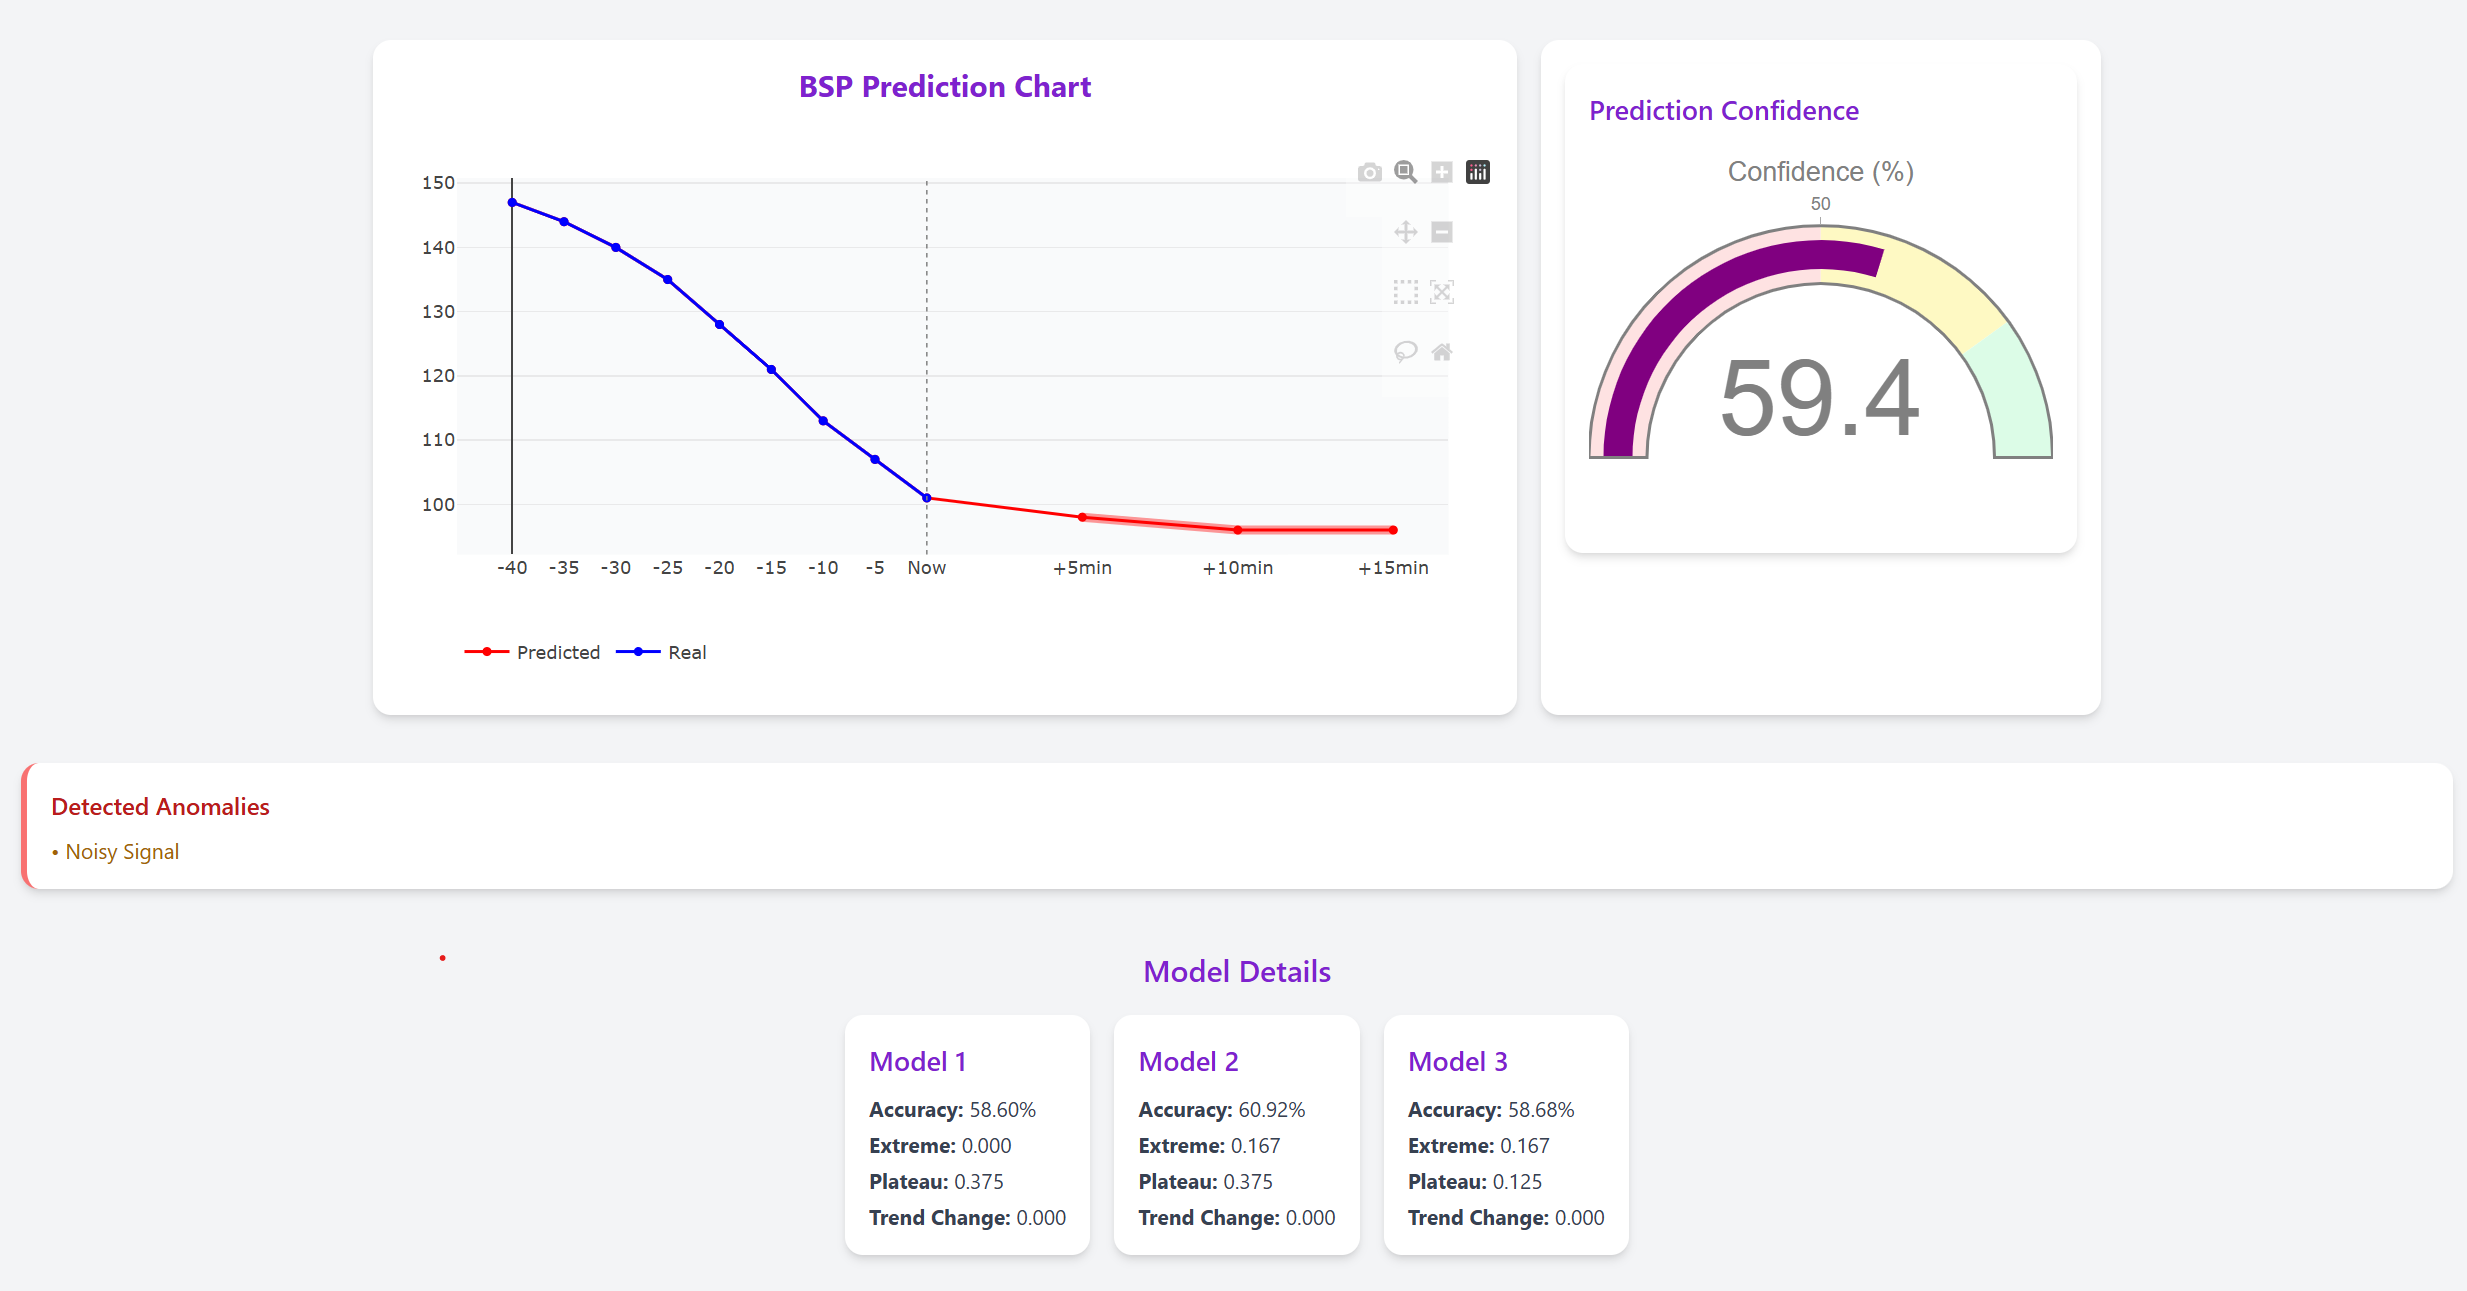 BSP Prediction Chart
150
140
130
120
110
100
-40 -35 -30 -25 -20 -15 -10 -5 Now +5min +10min +15min
Predicted Real
Prediction Confidence
Confidence (%)
50
59.4
Detected Anomalies
• Noisy Signal
Model Details
Model 1
Accuracy: 58.60%
Extreme: 0.000
Plateau: 0.375
Trend Change: 0.000
Model 2
Accuracy: 60.92%
Extreme: 0.167
Plateau: 0.375
Trend Change: 0.000
Model 3
Accuracy: 58.68%
Extreme: 0.167
Plateau: 0.125
Trend Change: 0.000